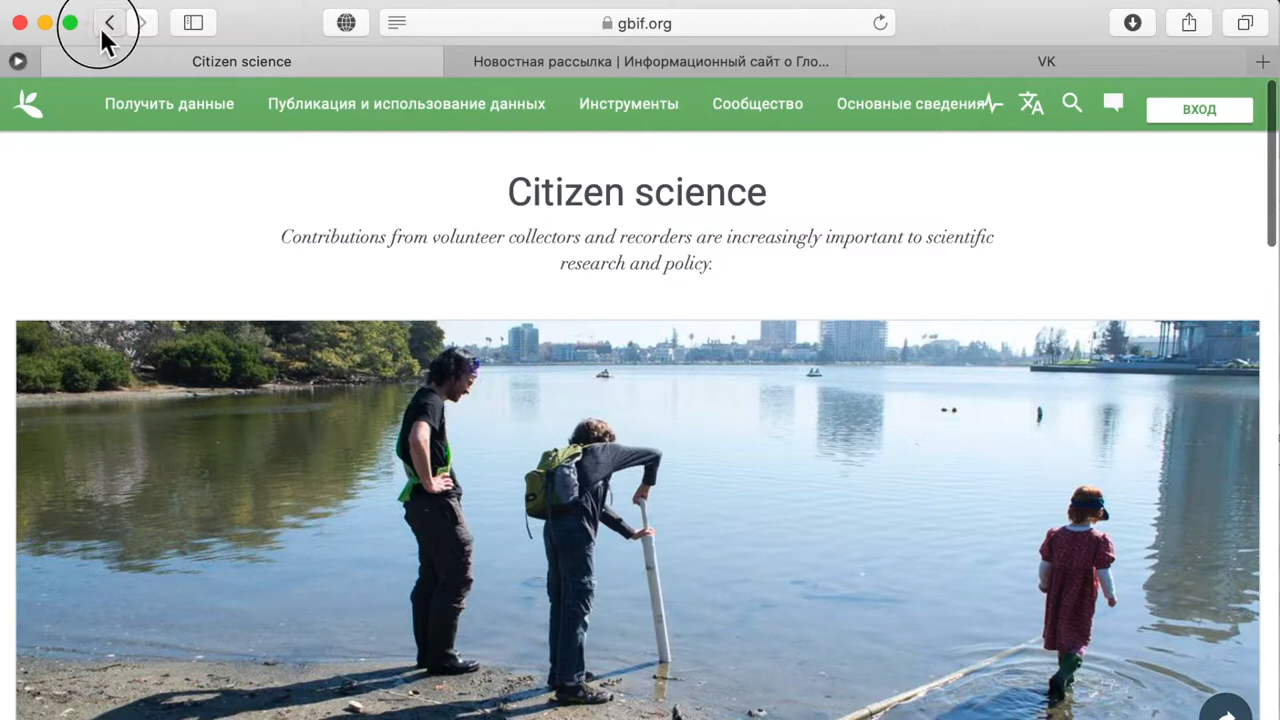 gbif.org
Citizen science
Новостная рассылка | Информационный сайт о Гло...
VK
Получить данные
Публикация и использование данных
Инструменты
Сообщество
Основные сведения
ВХОД
Citizen science
Contributions from volunteer collectors and recorders are increasingly important to scientific
research and policy.